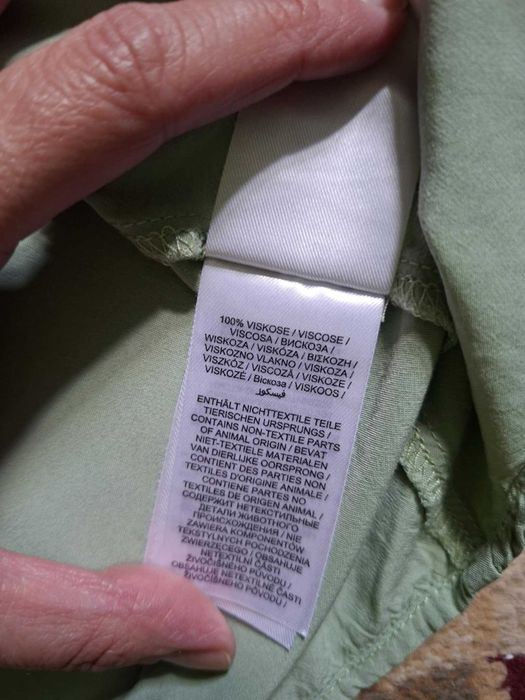 100% VISKOSE / VISCOSE /
VISCOSA / ВИСКОЗА /
WISKOZA / VISKÓZA / ΒΙΣΚΟΖΗ /
VISKOZNO VLAKNO / VISKOZA /
VISZKÓZ / VISCOZĂ / VISKOZE /
VISKOZÉ / Віскоза / VISKOOS /
فيسكوز
ENTHÄLT NICHTTEXTILE TEILE
TIERISCHEN URSPRUNGS /
CONTAINS NON-TEXTILE PARTS
OF ANIMAL ORIGIN / BEVAT
NIET-TEXTIELE MATERIALEN
VAN DIERLIJKE OORSPRONG /
CONTIENT DES PARTIES NON
TEXTILES D'ORIGINE ANIMALE /
CONTIENE PARTES NO
TEXTILES DE ORIGEN ANIMAL /
СОДЕРЖИТ НЕТЕКСТИЛЬНЫЕ
ДЕТАЛИ ЖИВОТНОГО
ПРОИСХОЖДЕНИЯ / NIE
ZAWIERA KOMPONENTÓW
TEKSTYLNYCH POCHODZENIA
ZWIERZĘCEGO / OBSAHUJE
NETEXTILNÍ ČÁSTI
ŽIVOČIŠNÉHO PŮVODU /
OBSAHUJE NETEXTILNÉ ČASTI
ŽIVOČÍŠNEHO PÔVODU /